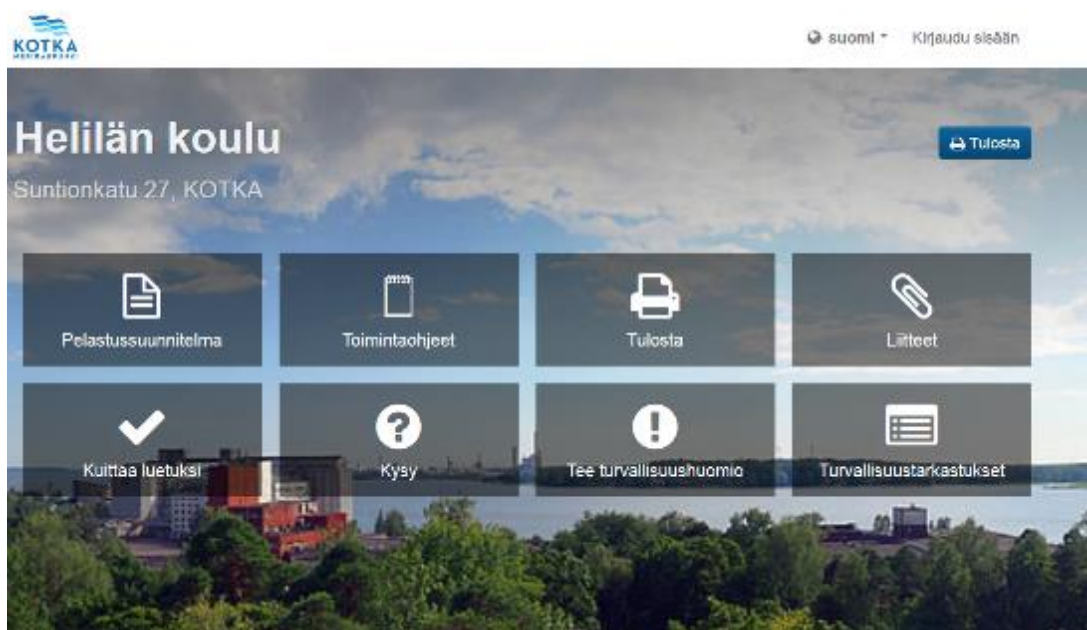 KOTKA
suomi
Kirjaudu sisään
Helilän koulu
Tulosta
Suntionkatu 27, KOTKA
Pelastussuunnitelma
Toimintaohjeet
Tulosta
Liitteet
Kuittaa luetuksi
Kysy
Tee turvallisuushuomio
Turvallisuustarkastukset